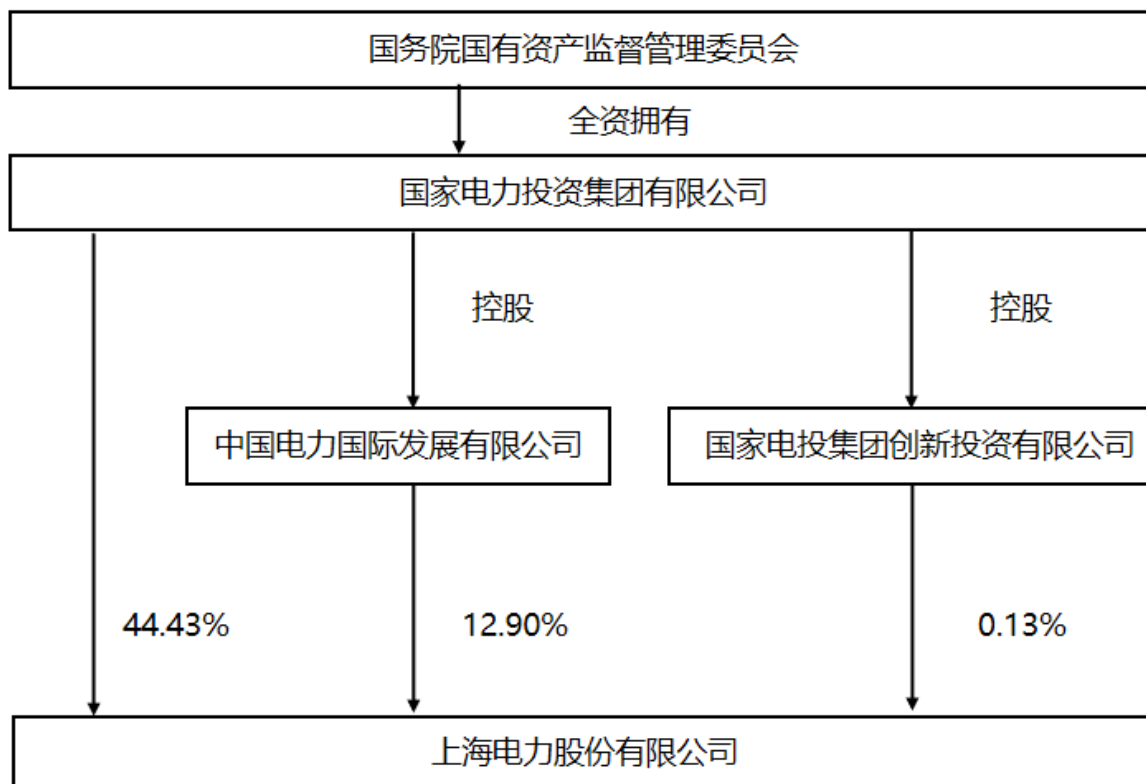 国务院国有资产监督管理委员会
全资拥有
国家电力投资集团有限公司
控股
控股
中国电力国际发展有限公司
国家电投集团创新投资有限公司
44.43%
12.90%
0.13%
上海电力股份有限公司